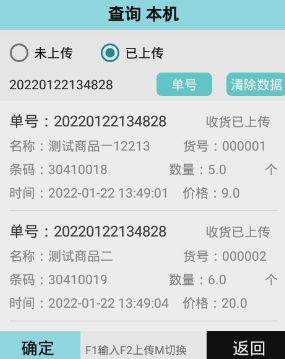 查询 本机
未上传 已上传
20220122134828 单号 清除数据
单号：20220122134828 收货已上传
名称：测试商品一12213 货号：000001
条码：30410018 数量：5.0 个
时间：2022-01-22 13:49:01 价格：9.0
单号：20220122134828 收货已上传
名称：测试商品二 货号：000002
条码：30410019 数量：6.0 个
时间：2022-01-22 13:49:04 价格：20.0
确定 F1输入F2上传M切换 返回